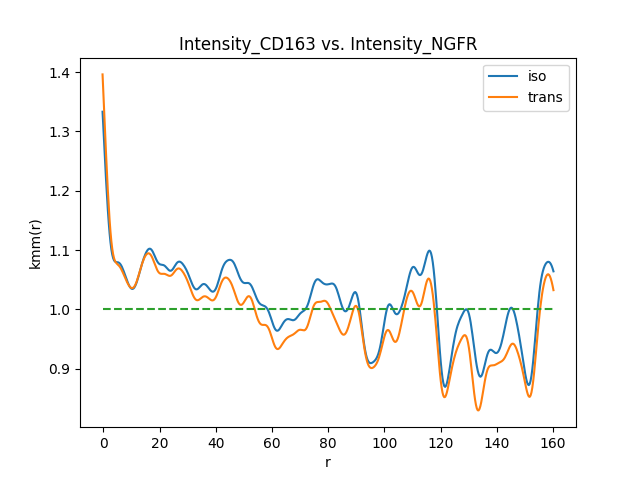 Intensity_CD163 vs. Intensity_NGFR
iso
trans
kmm(r)
1.4
1.3
1.2
1.1
1.0
0.9
0 20 40 60 80 100 120 140 160
r